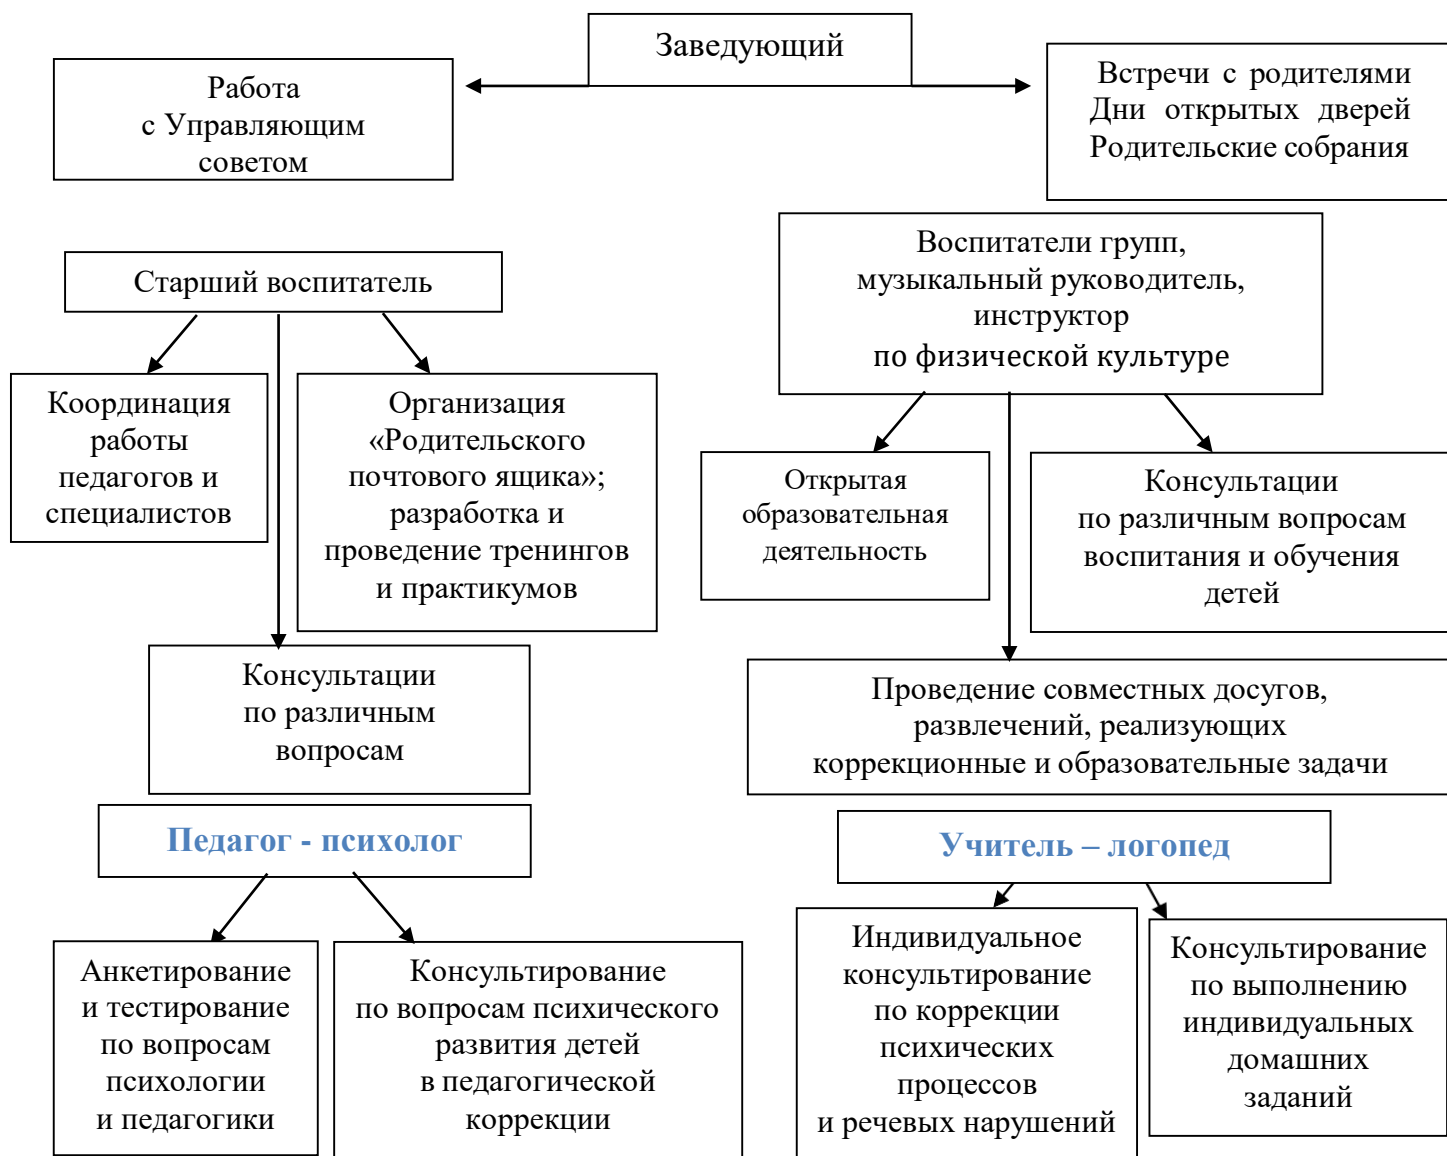 Заведующий
Работа
с Управляющим
советом
Встречи с родителями
Дни открытых дверей
Родительские собрания
Старший воспитатель
Воспитатели групп,
музыкальный руководитель,
инструктор
по физической культуре
Координация
работы
педагогов и
специалистов
Организация
«Родительского
почтового ящика»;
разработка и
проведение тренингов
и практикумов
Открытая
образовательная
деятельность
Консультации
по различным вопросам
воспитания и обучения
детей
Консультации
по различным
вопросам
Проведение совместных досугов,
развлечений, реализующих
коррекционные и образовательные задачи
Педагог - психолог
Учитель – логопед
Анкетирование
и тестирование
по вопросам
психологии
и педагогики
Консультирование
по вопросам психического
развития детей
в педагогической
коррекции
Индивидуальное
консультирование
по коррекции
психических
процессов
и речевых нарушений
Консультирование
по выполнению
индивидуальных
домашних
заданий